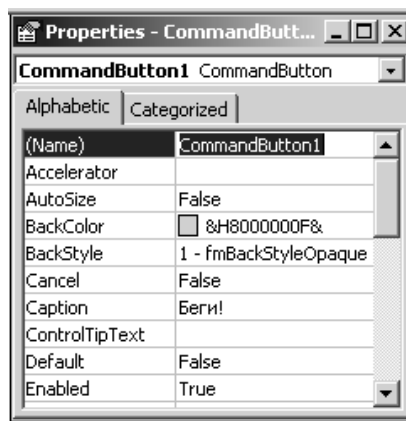 Properties - CommandButt...
CommandButton1 CommandButton
Alphabetic Categorized
(Name) CommandButton1
Accelerator
AutoSize False
BackColor &H8000000F&
BackStyle 1 - fmBackStyleOpaque
Cancel False
Caption Беги!
ControlTipText
Default False
Enabled True